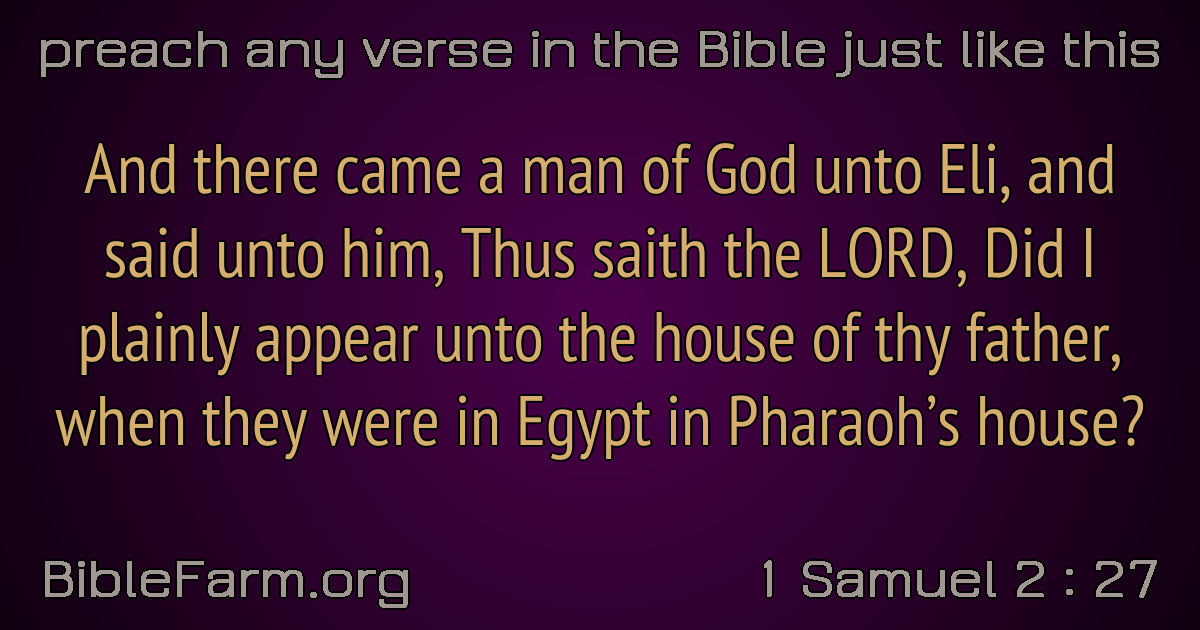 preach any verse in the Bible just like this
And there came a man of God unto Eli, and
said unto him, Thus saith the LORD, Did I
plainly appear unto the house of thy father,
when they were in Egypt in Pharaoh’s house?
BibleFarm.org
1 Samuel 2 : 27